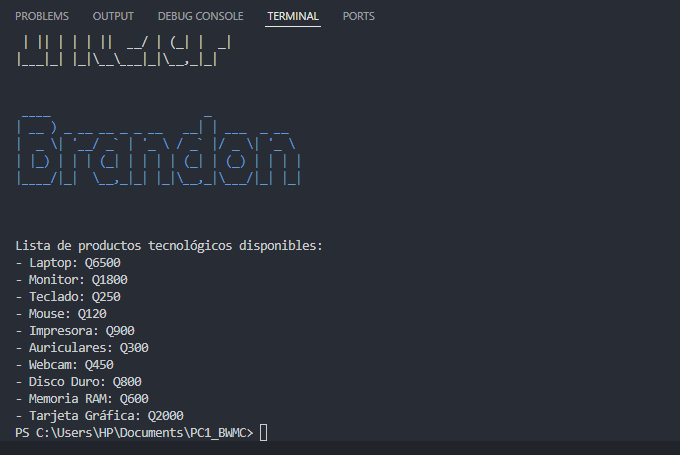 PROBLEMS OUTPUT DEBUG CONSOLE TERMINAL PORTS
Brandon
Lista de productos tecnológicos disponibles:
- Laptop: Q6500
- Monitor: Q1800
- Teclado: Q250
- Mouse: Q120
- Impresora: Q900
- Auriculares: Q300
- Webcam: Q450
- Disco Duro: Q800
- Memoria RAM: Q600
- Tarjeta Gráfica: Q2000
PS C:\Users\HP\Documents\PC1_BWMC>